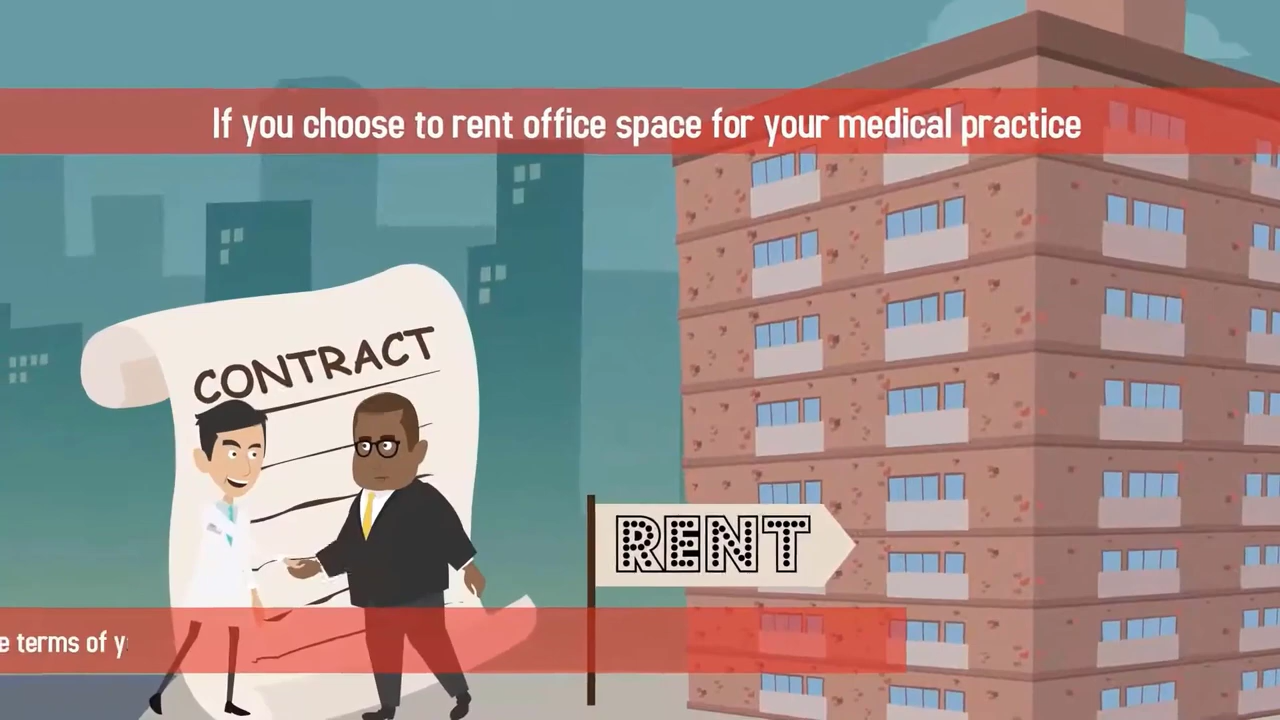 If you choose to rent office space for your medical practice
CONTRACT
RENT
terms of